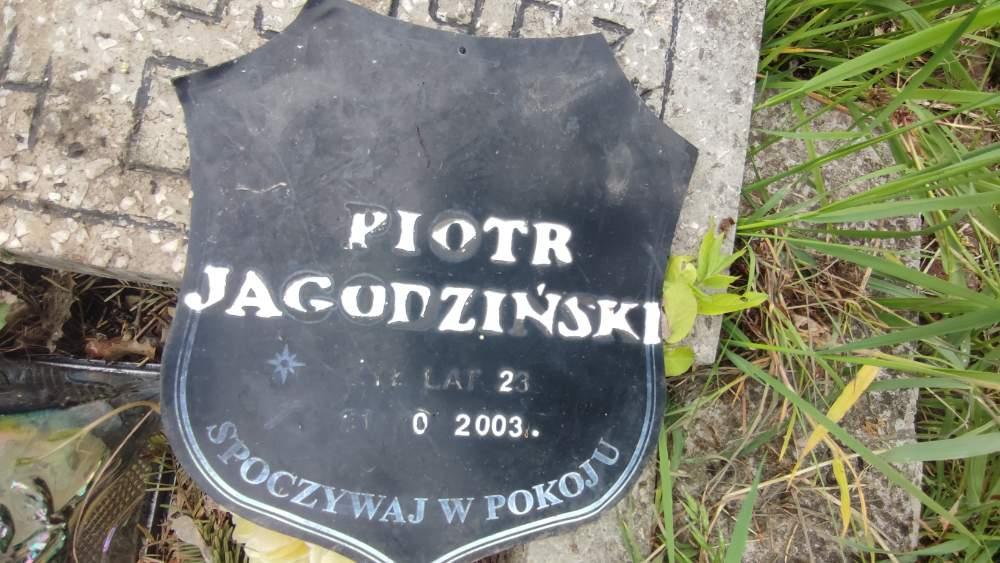 PIOTR
JAGODZIŃSKI
LAT 23
2003.
SPOCZYWAJ W POKOJU